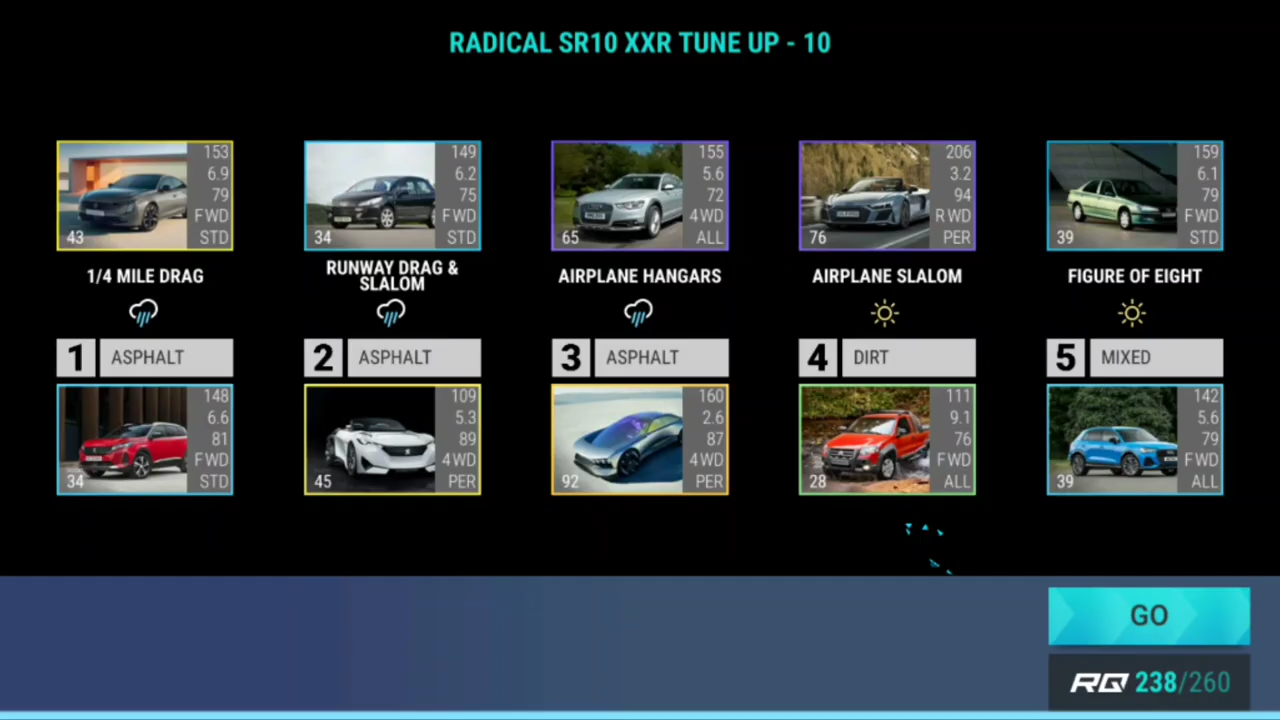 RADICAL SR10 XXR TUNE UP - 10
153
6.9
79
FWD
43 STD
149
6.2
75
FWD
34 STD
155
5.6
72
4WD
65 ALL
206
3.2
94
RWD
76 PER
159
6.1
79
FWD
39 STD
1/4 MILE DRAG
RUNWAY DRAG &
SLALOM
AIRPLANE HANGARS
AIRPLANE SLALOM
FIGURE OF EIGHT
1 ASPHALT
2 ASPHALT
3 ASPHALT
4 DIRT
5 MIXED
148
6.6
81
FWD
34 STD
109
5.3
89
4WD
45 PER
160
2.6
87
4WD
92 PER
111
9.1
76
FWD
28 ALL
142
5.6
79
FWD
39 ALL
GO
RQ 238/260